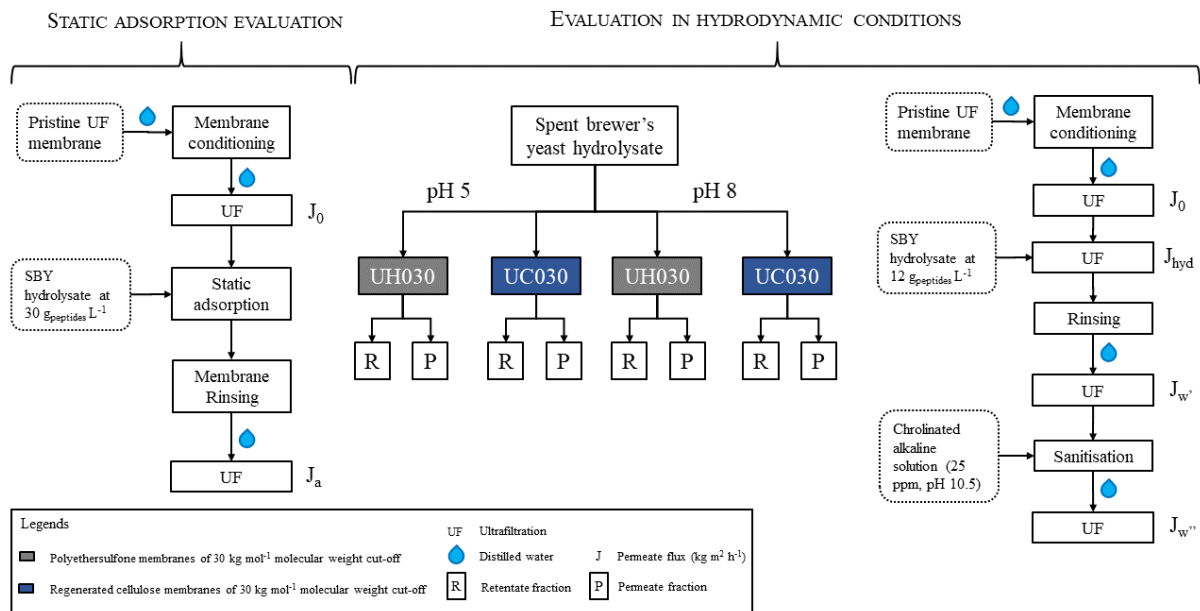 STATIC ADSORPTION EVALUATION
EVALUATION IN HYDRODYNAMIC CONDITIONS
Pristine UF
membrane
Membrane
conditioning
UF
J0
SBY
hydrolysate at
30 gpeptides L-1
Static
adsorption
Membrane
Rinsing
UF
Ja
Spent brewer's
yeast hydrolysate
pH 5
pH 8
UH030
UC030
UH030
UC030
R
P
R
P
R
P
R
P
Pristine UF
membrane
Membrane
conditioning
UF
J0
SBY
hydrolysate at
12 gpeptides L-1
UF
Jhyd
Rinsing
UF
Jw'
Chrolinated
alkaline
solution (25
ppm, pH 10.5)
Sanitisation
UF
Jw''
Legends
Polyethersulfone membranes of 30 kg mol-1 molecular weight cut-off
Regenerated cellulose membranes of 30 kg mol-1 molecular weight cut-off
UF Ultrafiltration
Distilled water
J Permeate flux (kg m2 h-1)
R Retentate fraction
P Permeate fraction